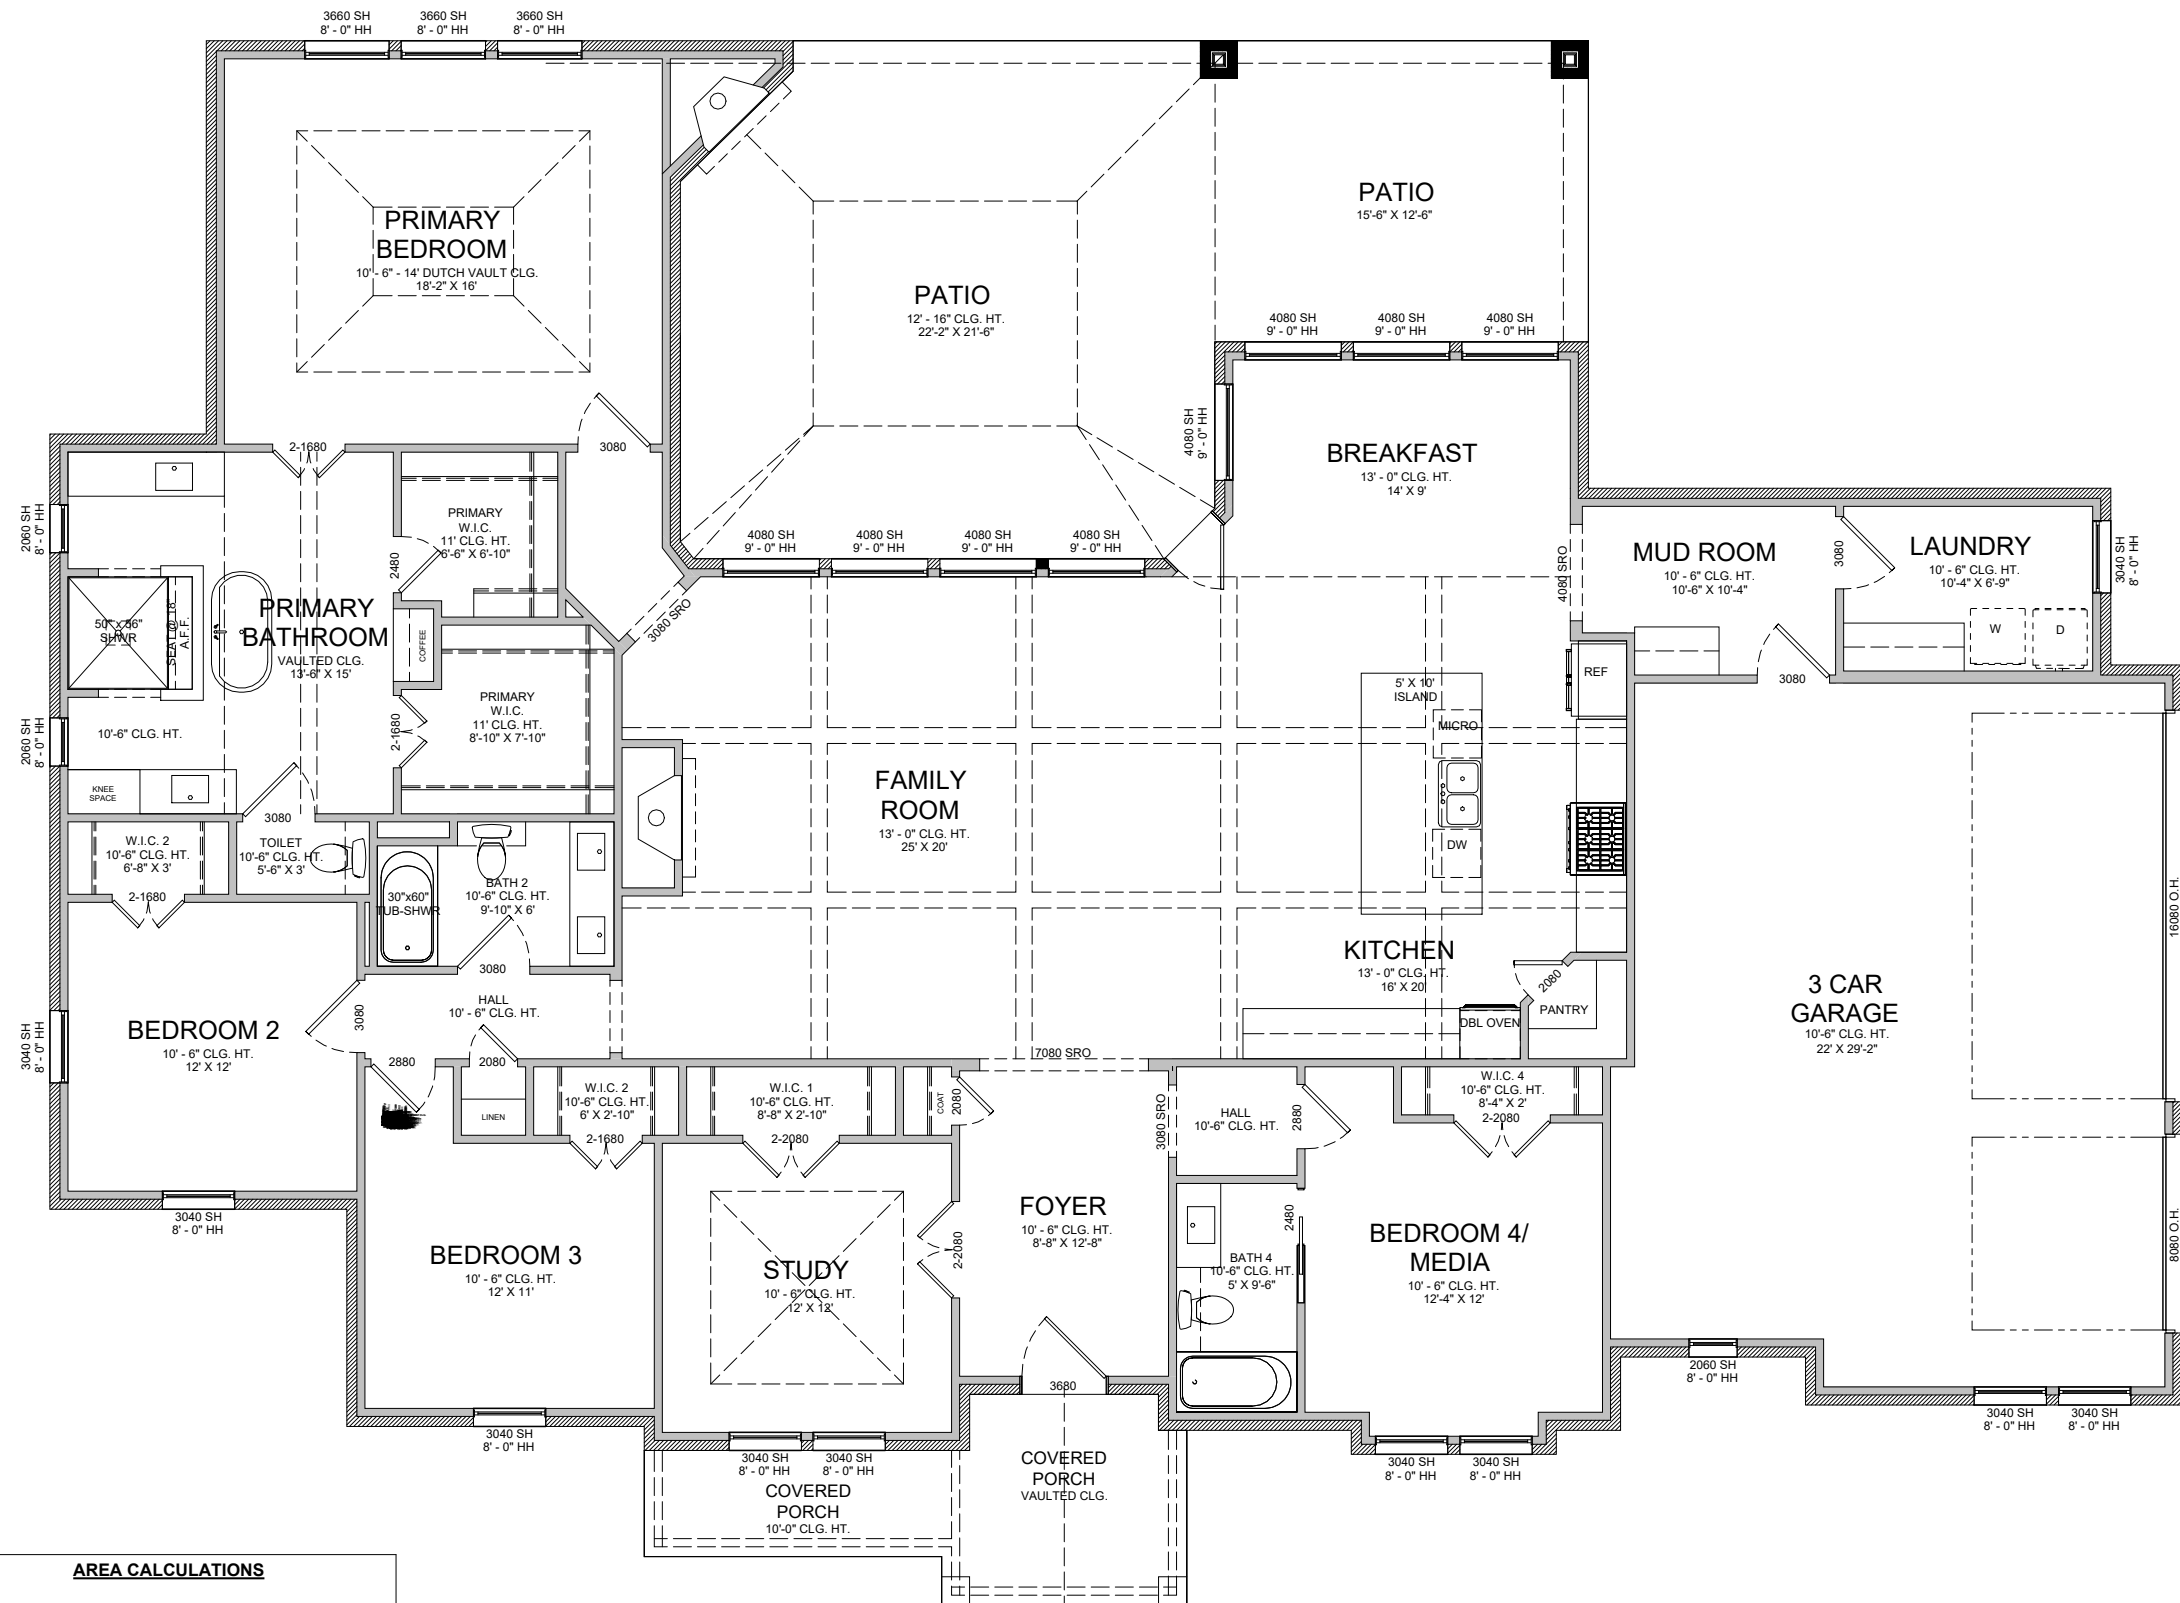 3660 SH
8' - 0" HH
3660 SH
8' - 0" HH
3660 SH
8' - 0" HH
PRIMARY
BEDROOM
10' - 6" - 14' DUTCH VAULT CLG.
18'-2" X 16'
PATIO
12' - 16" CLG. HT.
22'-2" X 21'-6"
PATIO
15'-6" X 12'-6"
4080 SH
9' - 0" HH
4080 SH
9' - 0" HH
4080 SH
9' - 0" HH
4080 SH
9' - 0" HH
BREAKFAST
13' - 0" CLG. HT.
14' X 9'
2-1680
3080
2060 SH
8' - 0" HH
PRIMARY
W.I.C.
11' CLG. HT.
6'-6" X 6'-10"
2480
4080 SH
9' - 0" HH
4080 SH
9' - 0" HH
4080 SH
9' - 0" HH
4080 SH
9' - 0" HH
4080 SRO
MUD ROOM
10' - 6" CLG. HT.
10'-6" X 10'-4"
3080
LAUNDRY
10' - 6" CLG. HT.
10'-4" X 6'-9"
3040 SH
8' - 0" HH
W
D
3080
50" x 36"
SHWR
SEAT @ 18"
A.F.F.
PRIMARY
BATHROOM
VAULTED CLG.
13'-6" X 15'
COFFEE
3080 SRO
2060 SH
8' - 0" HH
10'-6" CLG. HT.
2-1680
PRIMARY
W.I.C.
11' CLG. HT.
8'-10" X 7'-10"
5' X 10'
ISLAND
MICRO
REF
DW
KNEE
SPACE
3080
FAMILY
ROOM
13' - 0" CLG. HT.
25' X 20'
W.I.C. 2
10'-6" CLG. HT.
6'-8" X 3'
2-1680
TOILET
10'-6" CLG. HT.
5'-6" X 3'
30"x60"
TUB-SHWR
BATH 2
10'-6" CLG. HT.
9'-10" X 6'
3080
KITCHEN
13' - 0" CLG. HT.
16' X 20'
2080
PANTRY
DBL OVEN
16080 O.H.
3 CAR
GARAGE
10'-6" CLG. HT.
22' X 29'-2"
3040 SH
8' - 0" HH
BEDROOM 2
10' - 6" CLG. HT.
12' X 12'
3080
HALL
10' - 6" CLG. HT.
2880
2080
LINEN
W.I.C. 2
10'-6" CLG. HT.
6' X 2'-10"
2-1680
W.I.C. 1
10'-6" CLG. HT.
8'-8" X 2'-10"
2-2080
COAT
2080
7080 SRO
3080 SRO
HALL
10'-6" CLG. HT.
2880
W.I.C. 4
10'-6" CLG. HT.
8'-4" X 2'
2-2080
3040 SH
8' - 0" HH
BEDROOM 3
10' - 6" CLG. HT.
12' X 11'
STUDY
10' - 6" CLG. HT.
12' X 12'
2-2080
FOYER
10' - 6" CLG. HT.
8'-8" X 12'-8"
2480
BATH 4
10'-6" CLG. HT.
5' X 9'-6"
BEDROOM 4/
MEDIA
10' - 6" CLG. HT.
12'-4" X 12'
8080 O.H.
2060 SH
8' - 0" HH
3680
3040 SH
8' - 0" HH
3040 SH
8' - 0" HH
3040 SH
8' - 0" HH
3040 SH
8' - 0" HH
3040 SH
8' - 0" HH
3040 SH
8' - 0" HH
3040 SH
8' - 0" HH
COVERED
PORCH
10'-0" CLG. HT.
COVERED
PORCH
VAULTED CLG.
AREA CALCULATIONS